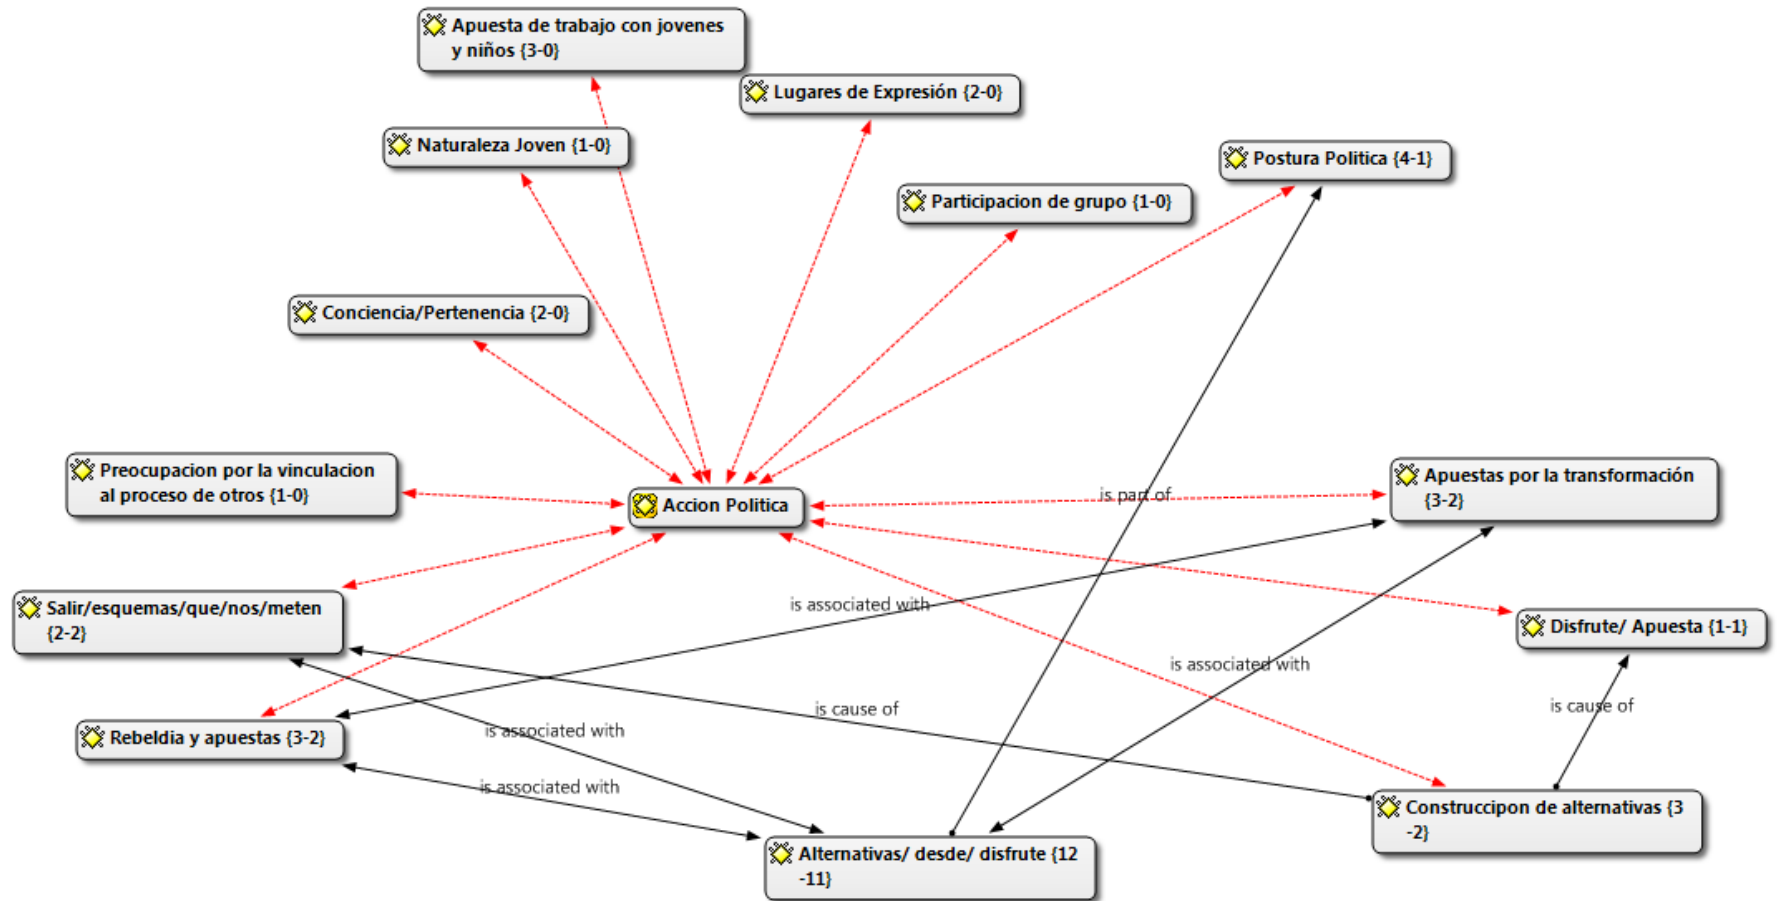 Apuesta de trabajo con jovenes
y niños {3-0}
Lugares de Expresión {2-0}
Naturaleza Joven {1-0}
Postura Politica {4-1}
Participacion de grupo {1-0}
Conciencia/Pertenencia {2-0}
Preocupacion por la vinculacion
al proceso de otros {1-0}
Accion Politica
is part of
Apuestas por la transformación
{3-2}
Salir/esquemas/que/nos/meten
{2-2}
is associated with
Disfrute/ Apuesta {1-1}
is associated with
is cause of
is cause of
Rebeldia y apuestas {3-2}
is associated with
is associated with
Construccipon de alternativas {3
-2}
Alternativas/ desde/ disfrute {12
-11}